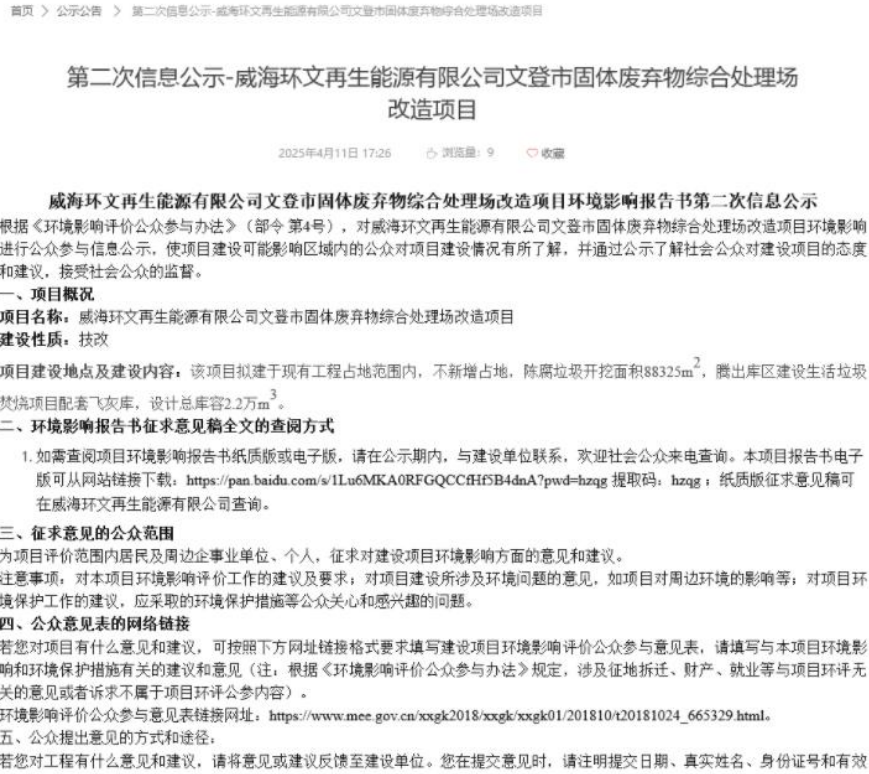 首页 > 公示公告 > 第二次信息公示-威海环文再生能源有限公司文登市固体废弃物综合处理场改造项目
第二次信息公示-威海环文再生能源有限公司文登市固体废弃物综合处理场
改造项目
2025年4月11日 17:26 浏览量：9 收藏
威海环文再生能源有限公司文登市固体废弃物综合处理场改造项目环境影响报告书第二次信息公示
根据《环境影响评价公众参与办法》（部令 第4号），对威海环文再生能源有限公司文登市固体废弃物综合处理场改造项目环境影响
进行公众参与信息公示，使项目建设可能影响区域内的公众对项目建设情况有所了解，并通过公示了解社会公众对建设项目的态度
和建议，接受社会公众的监督。
一、项目概况
项目名称：威海环文再生能源有限公司文登市固体废弃物综合处理场改造项目
建设性质：技改
项目建设地点及建设内容：该项目拟建于现有工程占地范围内，不新增占地，陈腐垃圾开挖面积88325m²，腾出库区建设生活垃圾
焚烧项目配套飞灰库，设计总库容2.2万m³。
二、环境影响报告书征求意见稿全文的查阅方式
1. 如需查阅项目环境影响报告书纸质版或电子版，请在公示期内，与建设单位联系，欢迎社会公众来电查询。本项目报告书电子
版可从网站链接下载：https://pan.baidu.com/s/1Lu6MKA0RFGQCCfHf5B4dnA?pwd=hzqg 提取码：hzqg；纸质版征求意见稿可
在威海环文再生能源有限公司查询。
三、征求意见的公众范围
为项目评价范围内居民及周边企事业单位、个人，征求对建设项目环境影响方面的意见和建议。
注意事项：对本项目环境影响评价工作的建议及要求；对项目建设所涉及环境问题的意见，如项目对周边环境的影响等；对项目环
境保护工作的建议，应采取的环境保护措施等公众关心和感兴趣的问题。
四、公众意见表的网络链接
若您对项目有什么意见和建议，可按照下方网址链接格式要求填写建设项目环境影响评价公众参与意见表，请填写与本项目环境影
响和环境保护措施有关的建议和意见（注：根据《环境影响评价公众参与办法》规定，涉及征地拆迁、财产、就业等与项目环评无
关的意见或者诉求不属于项目环评公参内容）。
环境影响评价公众参与意见表链接网址：https://www.mee.gov.cn/xxgk2018/xxgk/xxgk01/201810/t20181024_665329.html。
五、公众提出意见的方式和途径：
若您对工程有什么意见和建议，请将意见或建议反馈至建设单位。您在提交意见时，请注明提交日期、真实姓名、身份证号和有效